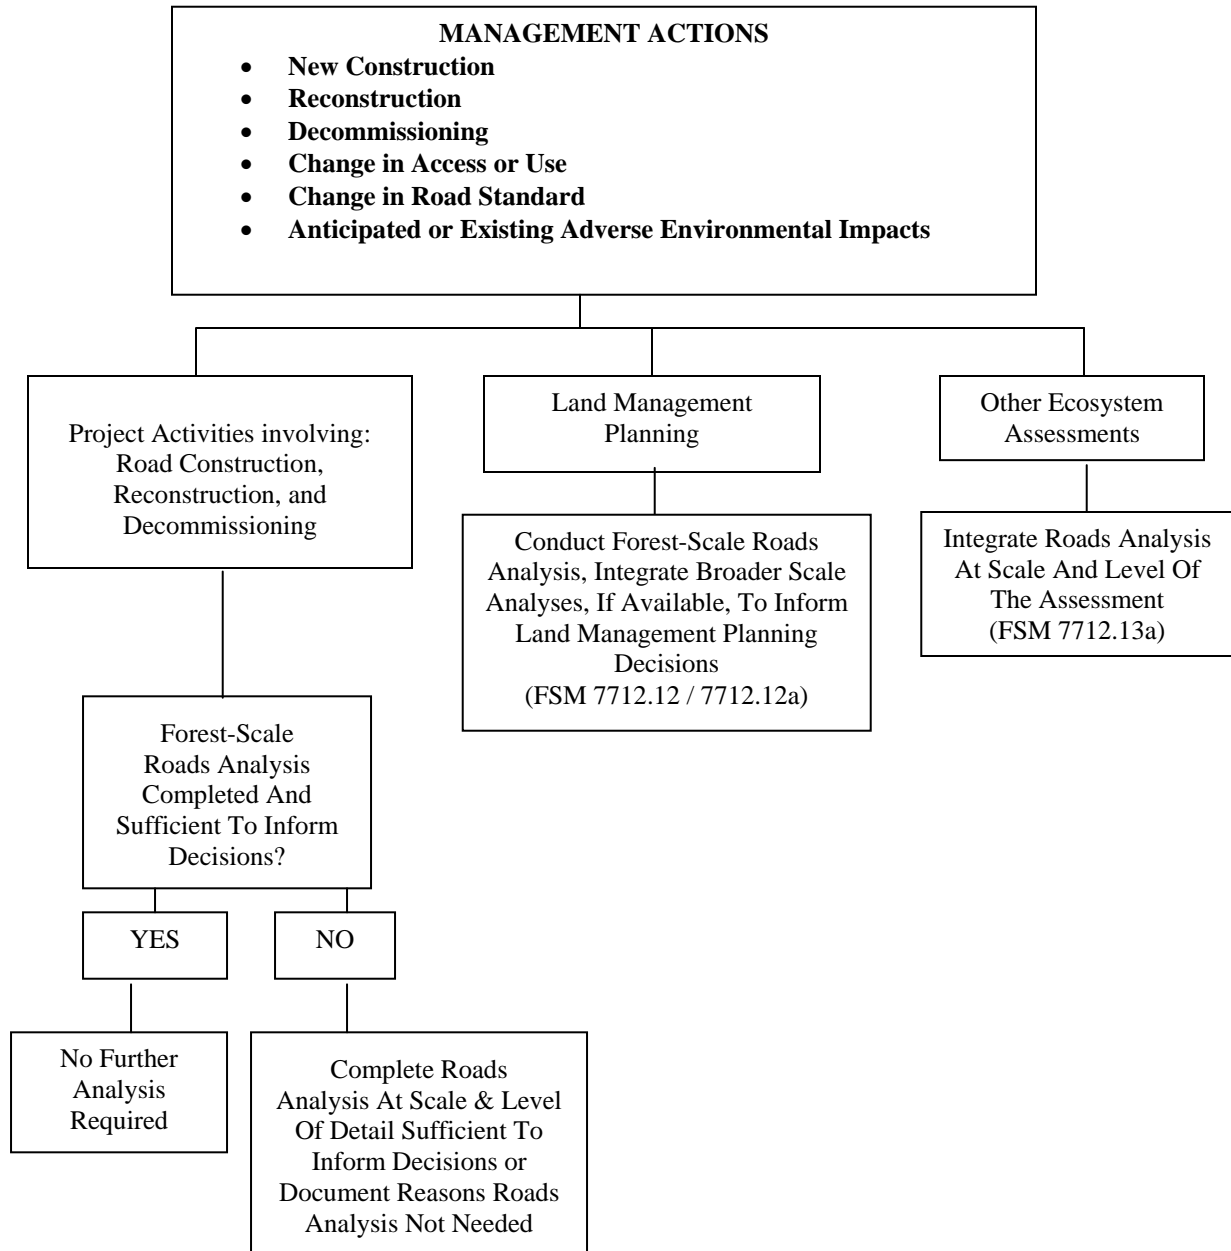 MANAGEMENT ACTIONS
• New Construction
• Reconstruction
• Decommissioning
• Change in Access or Use
• Change in Road Standard
• Anticipated or Existing Adverse Environmental Impacts
Project Activities involving:
Road Construction,
Reconstruction, and
Decommissioning
Land Management
Planning
Other Ecosystem
Assessments
Conduct Forest-Scale Roads
Analysis, Integrate Broader Scale
Analyses, If Available, To Inform
Land Management Planning
Decisions
(FSM 7712.12 / 7712.12a)
Integrate Roads Analysis
At Scale And Level Of
The Assessment
(FSM 7712.13a)
Forest-Scale
Roads Analysis
Completed And
Sufficient To Inform
Decisions?
YES
NO
No Further
Analysis
Required
Complete Roads
Analysis At Scale & Level
Of Detail Sufficient To
Inform Decisions or
Document Reasons Roads
Analysis Not Needed